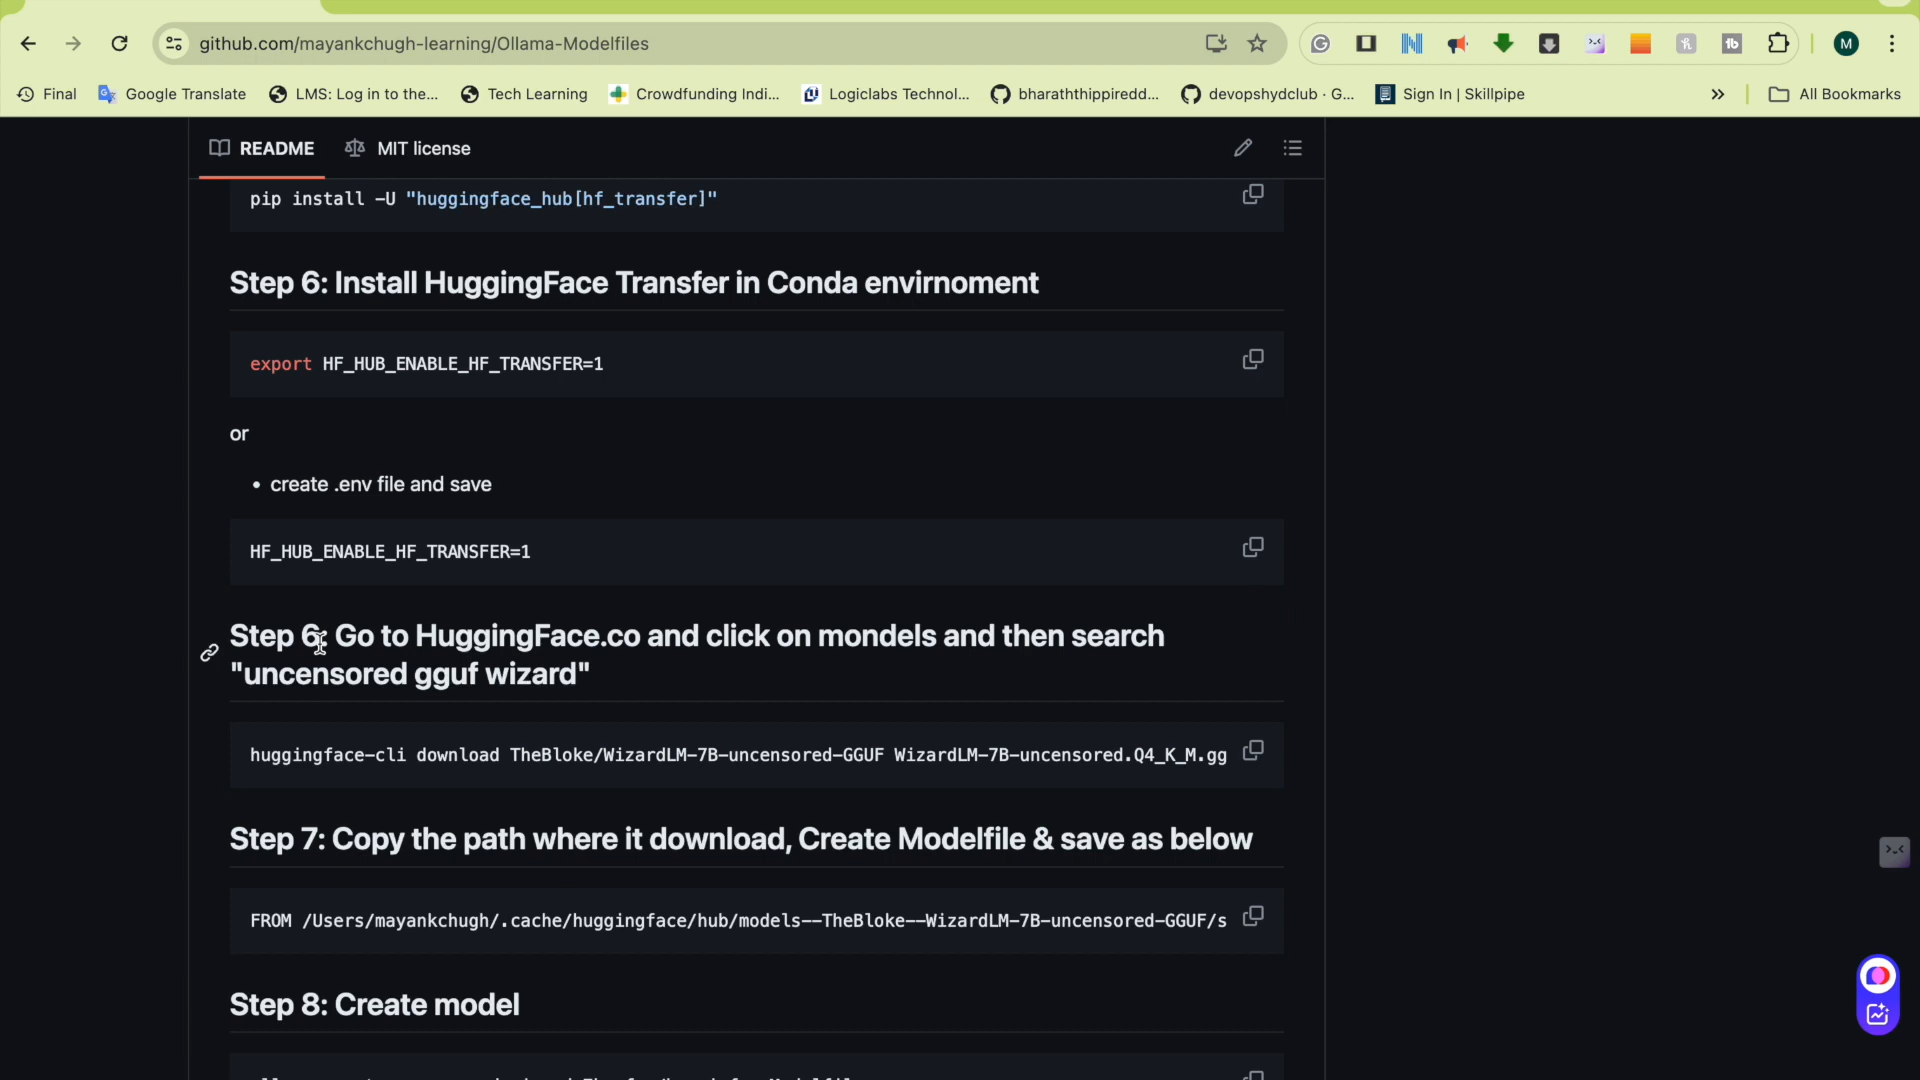 github.com/mayankchugh-learning/Ollama-Modelfiles
M
Final
Google Translate
LMS: Log in to the...
Tech Learning
Crowdfunding Indi...
Logiclabs Technol...
bharaththippiredd...
devopshydclub · G...
Sign In | Skillpipe
All Bookmarks
README
MIT license
pip install -U "huggingface_hub[hf_transfer]"
Step 6: Install HuggingFace Transfer in Conda envirnoment
export HF_HUB_ENABLE_HF_TRANSFER=1
or
• create .env file and save
HF_HUB_ENABLE_HF_TRANSFER=1
Step 6: Go to HuggingFace.co and click on mondels and then search
"uncensored gguf wizard"
huggingface-cli download TheBloke/WizardLM-7B-uncensored-GGUF WizardLM-7B-uncensored.Q4_K_M.gg
Step 7: Copy the path where it download, Create Modelfile & save as below
FROM /Users/mayankchugh/.cache/huggingface/hub/models--TheBloke--WizardLM-7B-uncensored-GGUF/s
Step 8: Create model